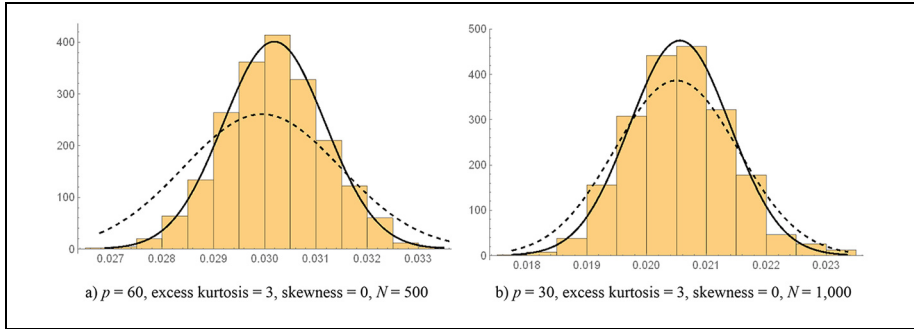 400
300
200
100
0
0.027 0.028 0.029 0.030 0.031 0.032 0.033
a) p = 60, excess kurtosis = 3, skewness = 0, N = 500
500
400
300
200
100
0
0.018 0.019 0.020 0.021 0.022 0.023
b) p = 30, excess kurtosis = 3, skewness = 0, N = 1,000